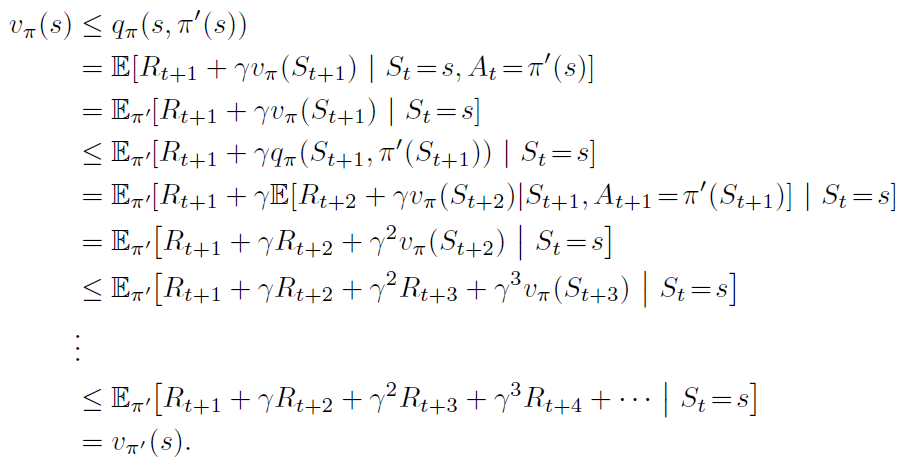 vπ(s) ≤ qπ(s, π′(s))
= 𝔼[Rt+1 + γvπ(St+1) | St=s, At=π′(s)]
= 𝔼π′[Rt+1 + γvπ(St+1) | St=s]
≤ 𝔼π′[Rt+1 + γqπ(St+1, π′(St+1)) | St=s]
= 𝔼π′[Rt+1 + γ𝔼[Rt+2 + γvπ(St+2)|St+1, At+1=π′(St+1)] | St=s]
= 𝔼π′[Rt+1 + γRt+2 + γ²vπ(St+2) | St=s]
≤ 𝔼π′[Rt+1 + γRt+2 + γ²Rt+3 + γ³vπ(St+3) | St=s]
⋮
≤ 𝔼π′[Rt+1 + γRt+2 + γ²Rt+3 + γ³Rt+4 + ⋯ | St=s]
= vπ′(s).